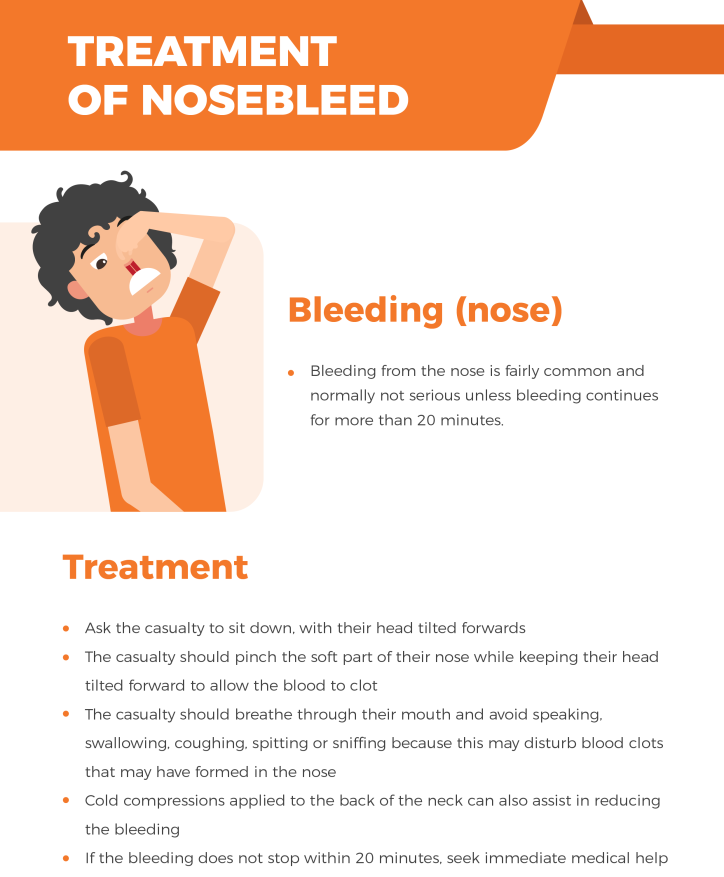 TREATMENT
OF NOSEBLEED
Bleeding (nose)
• Bleeding from the nose is fairly common and
normally not serious unless bleeding continues
for more than 20 minutes.
Treatment
• Ask the casualty to sit down, with their head tilted forwards
• The casualty should pinch the soft part of their nose while keeping their head
tilted forward to allow the blood to clot
• The casualty should breathe through their mouth and avoid speaking,
swallowing, coughing, spitting or sniffing because this may disturb blood clots
that may have formed in the nose
• Cold compressions applied to the back of the neck can also assist in reducing
the bleeding
• If the bleeding does not stop within 20 minutes, seek immediate medical help